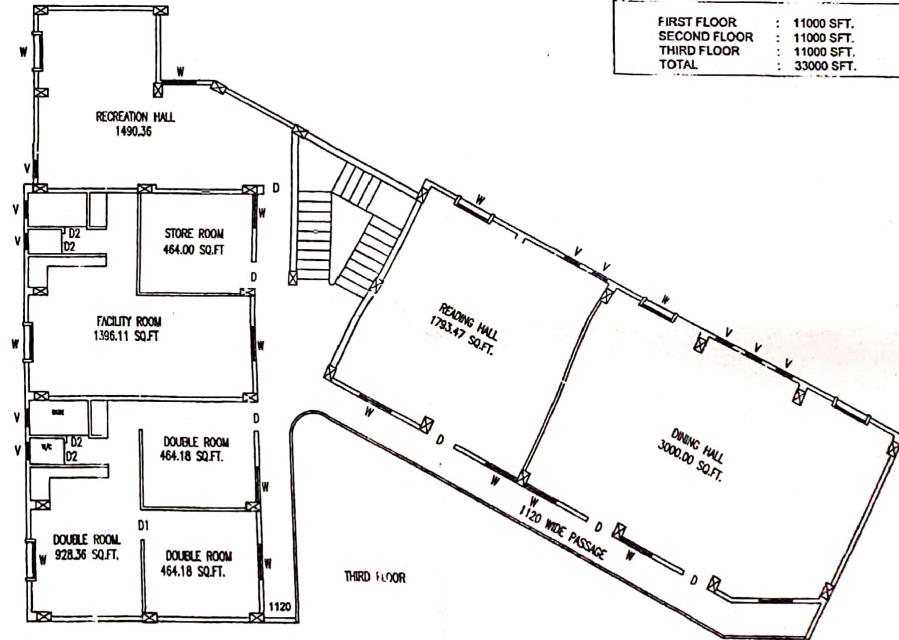 FIRST FLOOR : 11000 SFT.
SECOND FLOOR : 11000 SFT.
THIRD FLOOR : 11000 SFT.
TOTAL : 33000 SFT.
W
W
RECREATION HALL
1490.36
V
D
V
W
W
STORE ROOM
464.00 SQ.FT
V
D2
D2
V
V
D
READING HALL
1793.47 SQ.FT.
W
FACILITY ROOM
1396.11 SQ.FT
W
W
V
V
V
W
V
D
W
DOUBLE ROOM
464.18 SQ.FT.
V
W/C
D2
D2
W
D
W
W
DINING HALL
3000.00 SQ.FT.
1120 WIDE PASSAGE
D
W
D
D1
DOUBLE ROOM.
928.36 SQ.FT.
W
DOUBLE ROOM
464.18 SQ.FT.
W
THIRD FLOOR
1120